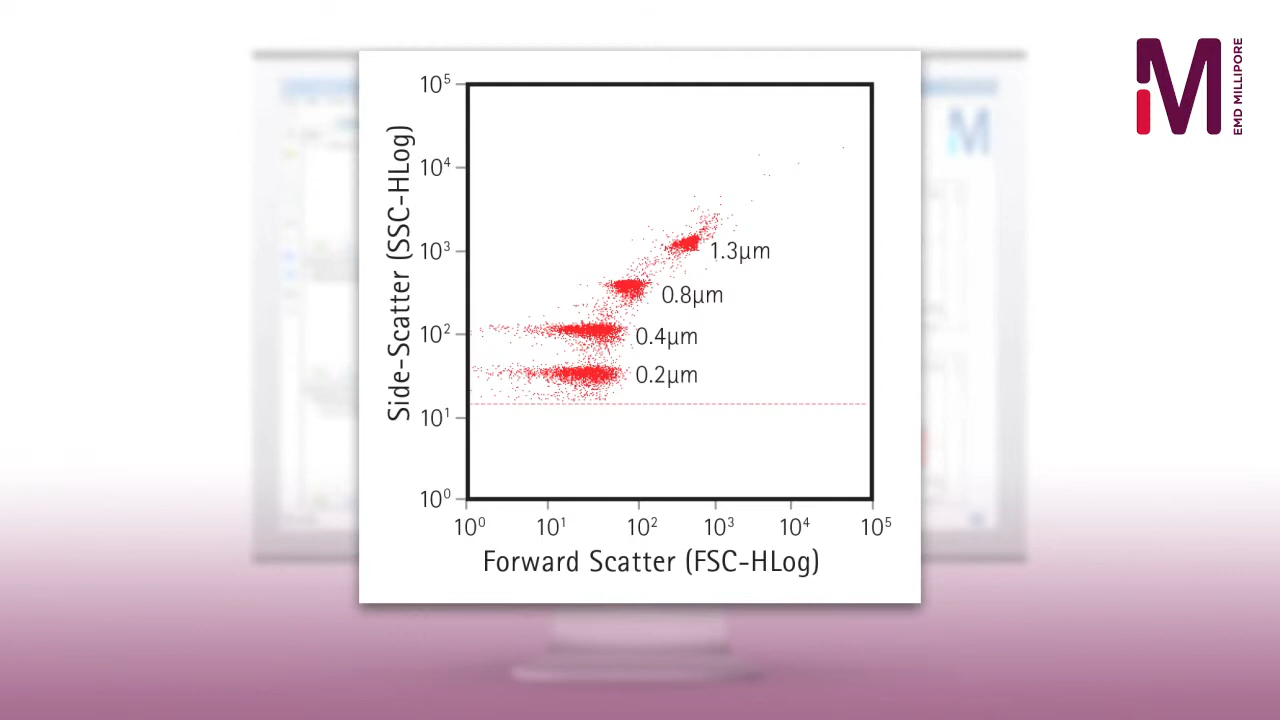 EMD MILLIPORE
10⁵
10⁴
10³
10²
10¹
10⁰
Side-Scatter (SSC-HLog)
1.3µm
0.8µm
0.4µm
0.2µm
10⁰ 10¹ 10² 10³ 10⁴ 10⁵
Forward Scatter (FSC-HLog)